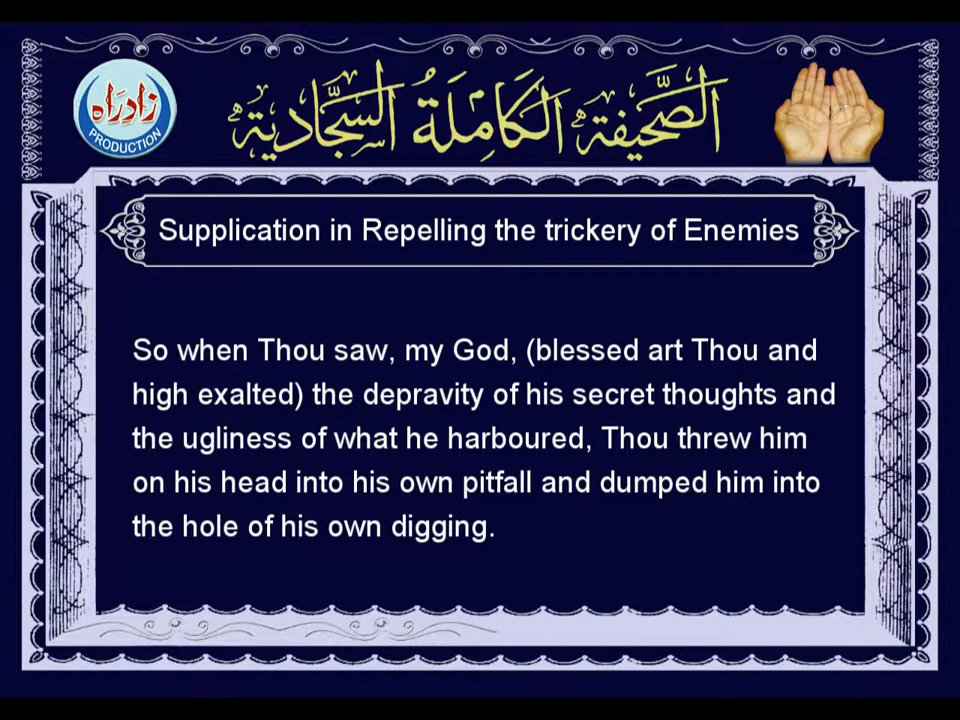 زادِراہ
PRODUCTION
الصَّحِيفَة الكَامِلَةُ السَجَّادية
Supplication in Repelling the trickery of Enemies
So when Thou saw, my God, (blessed art Thou and
high exalted) the depravity of his secret thoughts and
the ugliness of what he harboured, Thou threw him
on his head into his own pitfall and dumped him into
the hole of his own digging.